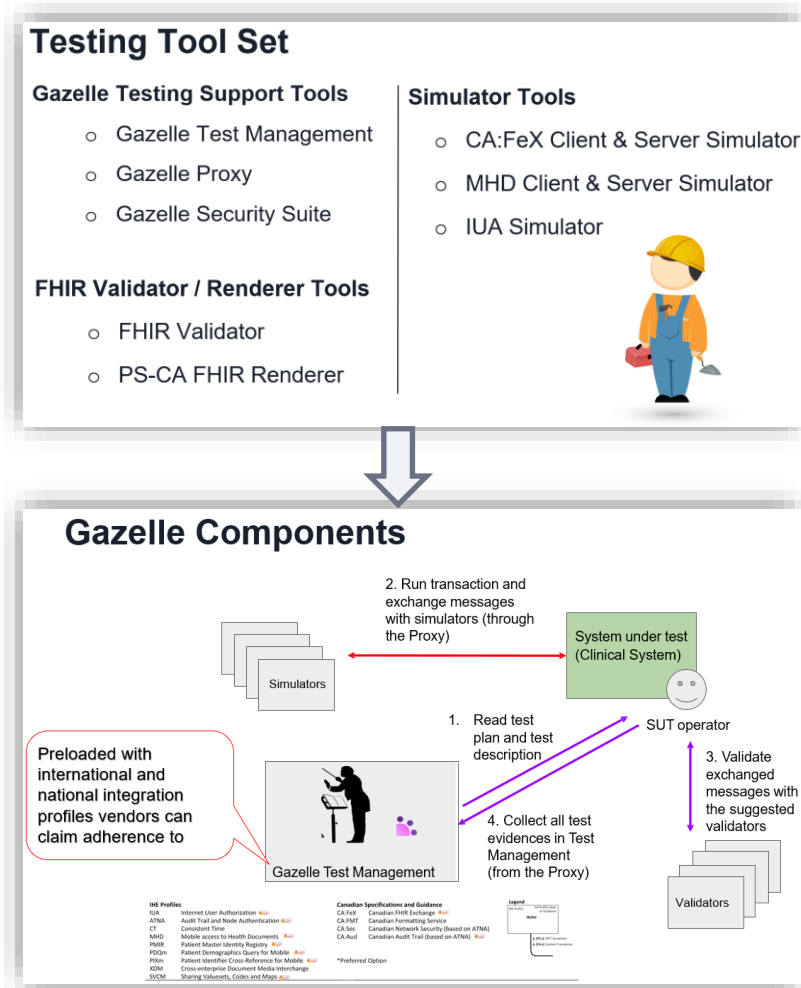 Testing Tool Set
Gazelle Testing Support Tools
o Gazelle Test Management
o Gazelle Proxy
o Gazelle Security Suite
FHIR Validator / Renderer Tools
o FHIR Validator
o PS-CA FHIR Renderer
Simulator Tools
o CA:FeX Client & Server Simulator
o MHD Client & Server Simulator
o IUA Simulator
Gazelle Components
2. Run transaction and
exchange messages
with simulators (through
the Proxy)
System under test
(Clinical System)
Simulators
1. Read test
plan and test
description
SUT operator
Preloaded with
international and
national integration
profiles vendors can
claim adherence to
3. Validate
exchanged
messages with
the suggested
validators
4. Collect all test
evidences in Test
Management
(from the Proxy)
Gazelle Test Management
Validators
IHE Profiles
IUA Internet User Authorization
ATNA Audit Trail and Node Authentication
CT Consistent Time
MHD Mobile access to Health Documents
PMIR Patient Master Identity Registry
PDQm Patient Demographics Query for Mobile
PIXm Patient Identifier Cross-Reference for Mobile
XDM Cross-enterprise Document Media Interchange
SVCM Sharing Valuesets, Codes and Maps
Canadian Specifications and Guidance
CA:FeX Canadian FHIR Exchange
CA:FMT Canadian Formatting Service
CA:Sec Canadian Network Security (based on ATNA)
CA:Aud Canadian Audit Trail (based on ATNA)
*Preferred Option
Legend
Actor